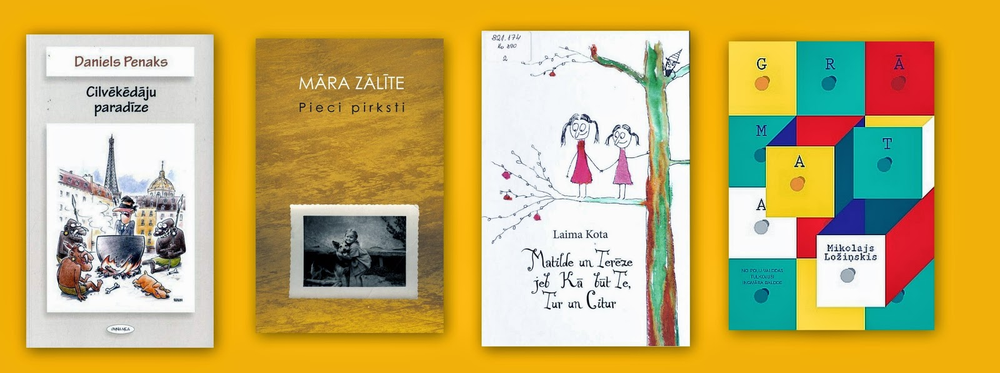 Daniels Penaks
Cilvēkēdāju
paradīze
OMNIA MEA
MĀRA ZĀLĪTE
Pieci pirksti
821.174
Ko 890
2
Laima Kota
Matilde un Terēze
jeb Kā būt Te,
Tur un Citur
G R Ā
M A T
A
Mikolajs
Ložiņskis
NO POĻU VALODAS
TULKOJUSI
INGMĀRA BALODE